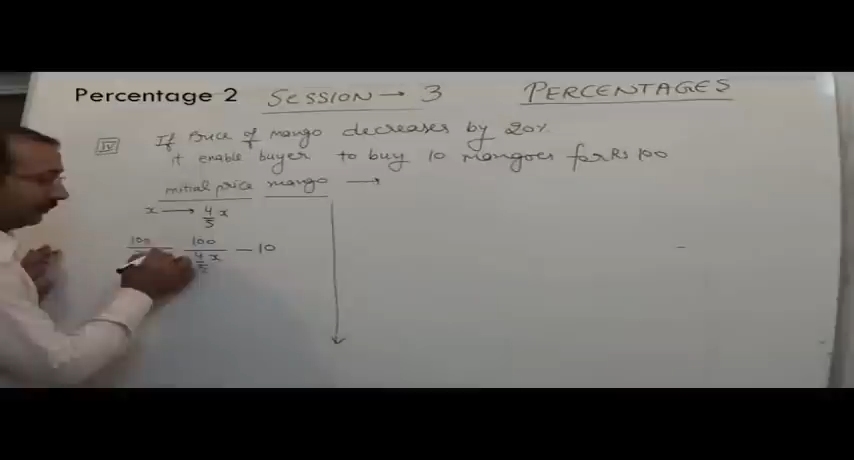 Percentage 2 SESSION → 3 PERCENTAGES
IV If Price of mango decreases by 20%
it enable buyer to buy 10 mangoes for Rs 100
initial price mango →
x → 4/5 x
100 100/(4/5 x) — 10